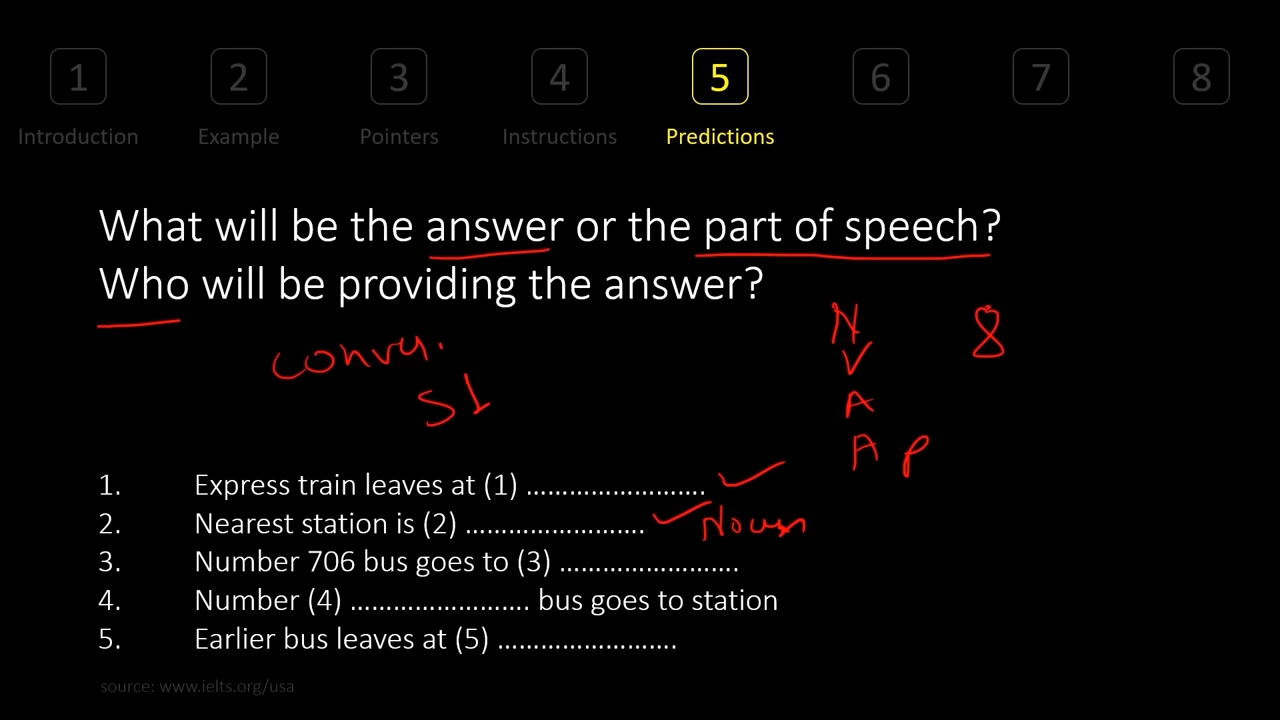 1 2 3 4 5 6 7 8
Introduction Example Pointers Instructions Predictions
What will be the answer or the part of speech?
Who will be providing the answer?
N 8
V
A
A P
S1
1. Express train leaves at (1) ........................
2. Nearest station is (2) ........................ Noun
3. Number 706 bus goes to (3) ........................
4. Number (4) ........................ bus goes to station
5. Earlier bus leaves at (5) ........................
source: www.ielts.org/usa